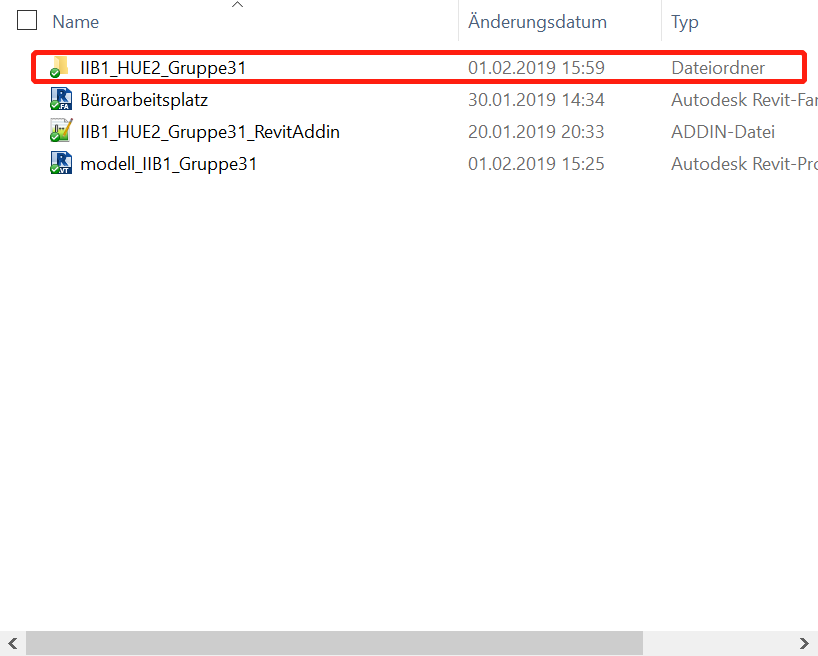 Name Änderungsdatum Typ
IIB1_HUE2_Gruppe31 01.02.2019 15:59 Dateiordner
Büroarbeitsplatz 30.01.2019 14:34 Autodesk Revit-Far
IIB1_HUE2_Gruppe31_RevitAddin 20.01.2019 20:33 ADDIN-Datei
modell_IIB1_Gruppe31 01.02.2019 15:25 Autodesk Revit-Pro